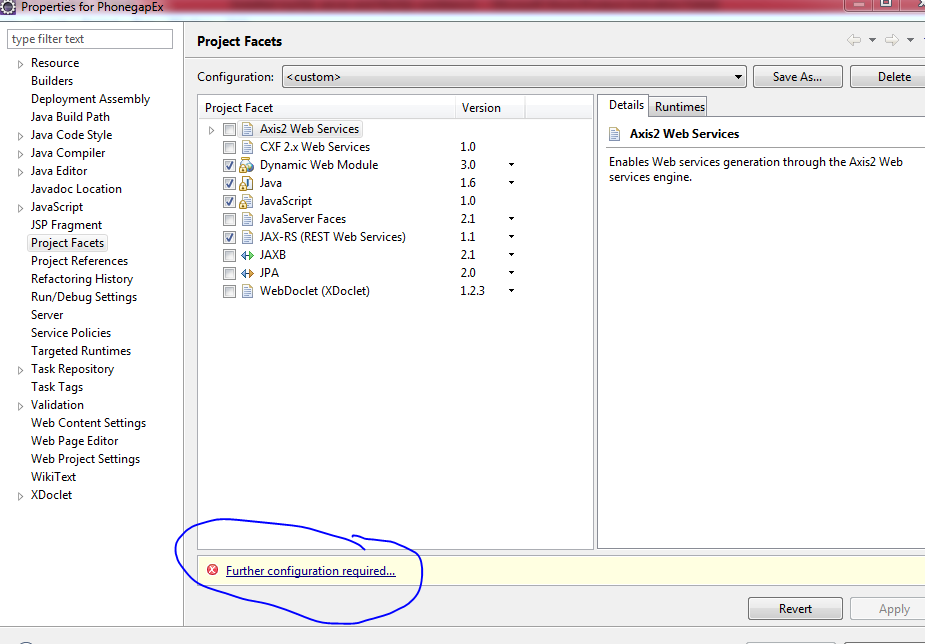 Properties for PhonegapEx
type filter text
Resource
Builders
Deployment Assembly
Java Build Path
Java Code Style
Java Compiler
Java Editor
Javadoc Location
JavaScript
JSP Fragment
Project Facets
Project References
Refactoring History
Run/Debug Settings
Server
Service Policies
Targeted Runtimes
Task Repository
Task Tags
Validation
Web Content Settings
Web Page Editor
Web Project Settings
WikiText
XDoclet
Project Facets
Configuration: <custom> Save As... Delete
Project Facet Version
Axis2 Web Services
CXF 2.x Web Services 1.0
Dynamic Web Module 3.0
Java 1.6
JavaScript 1.0
JavaServer Faces 2.1
JAX-RS (REST Web Services) 1.1
JAXB 2.1
JPA 2.0
WebDoclet (XDoclet) 1.2.3
Details Runtimes
Axis2 Web Services
Enables Web services generation through the Axis2 Web
services engine.
Further configuration required...
Revert Apply